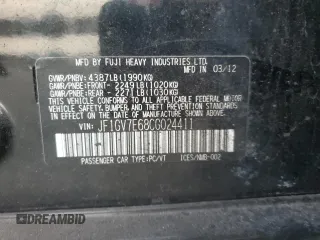 MFD. BY FUJI HEAVY INDUSTRIES LTD.
MFD IN 03/12
GVWR/PNBV: 4387LB(1990KG)
GAWR/PNBE:FRONT- 2249LB(1020KG)
GAWR/PNBE:REAR - 2271LB(1030KG)
THIS VEHICLE CONFORMS TO ALL APPLICABLE FEDERAL MOTOR
VEHICLE SAFETY, BUMPER, AND THEFT PREVENTION STANDARDS
IN EFFECT ON THE DATE OF MANUFACTURE SHOWN ABOVE.
VIN: JF1GV7E68CG024411
PASSENGER CAR TYPE:PC/VT
ICES/NMB-002
© AUTOBIDMASTER